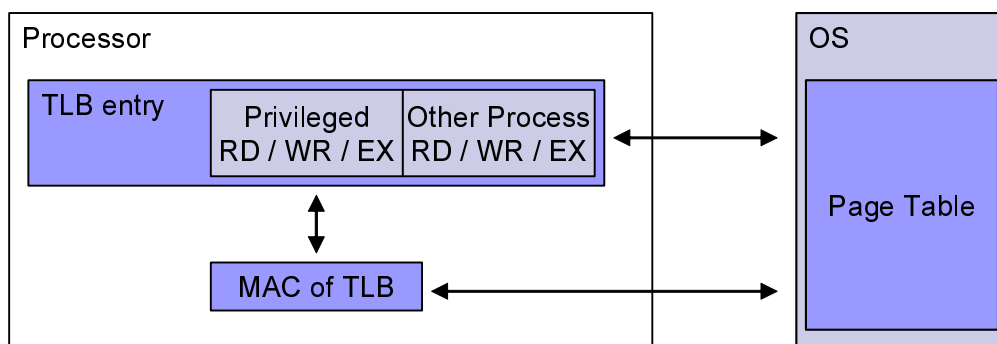 Processor
OS
TLB entry
Privileged
RD / WR / EX
Other Process
RD / WR / EX
Page Table
MAC of TLB